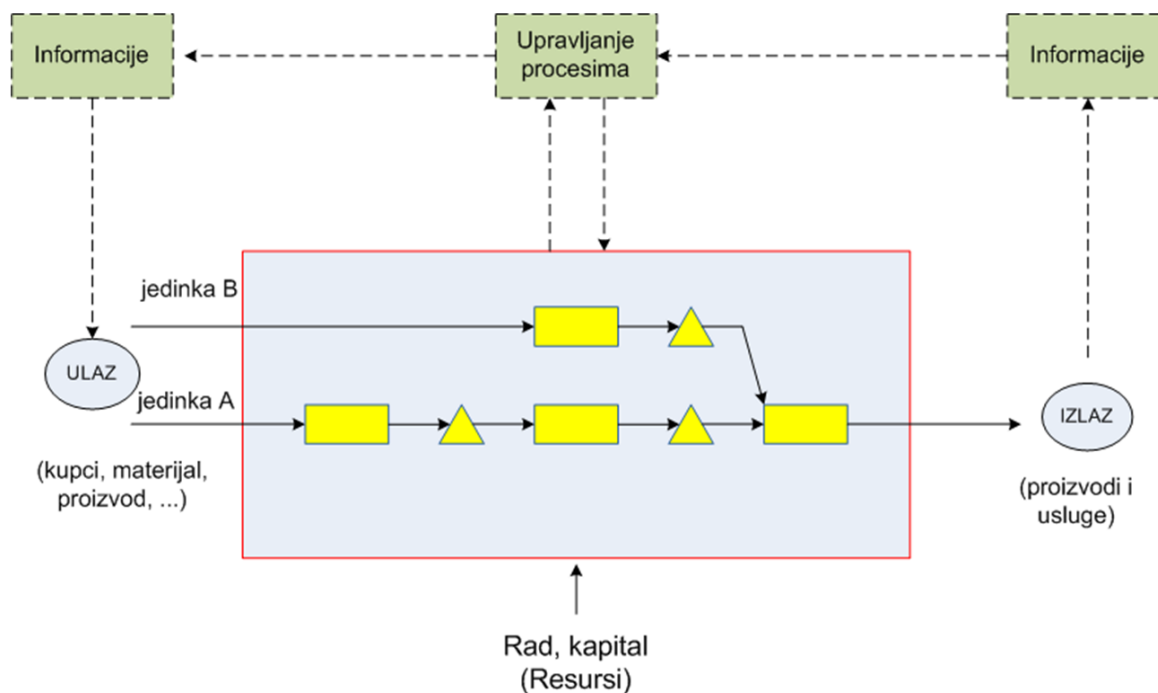 Informacije
Upravljanje
procesima
Informacije
jedinka B
ULAZ
jedinka A
IZLAZ
(kupci, materijal,
proizvod, ...)
(proizvodi i
usluge)
Rad, kapital
(Resursi)